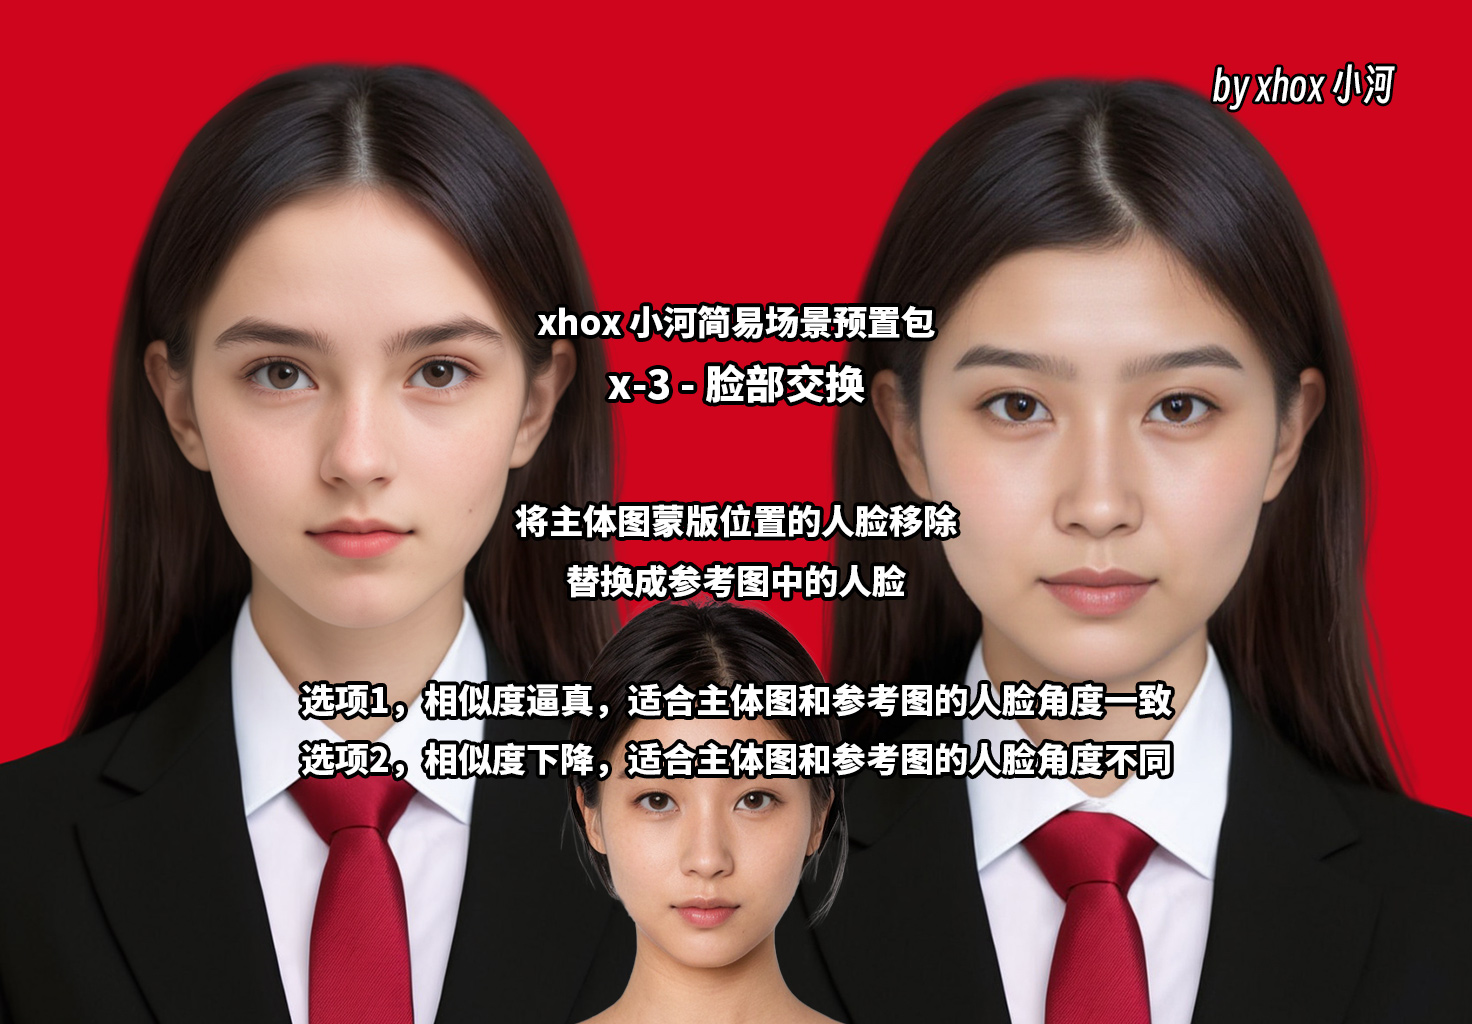 by xhox 小河
xhox 小河简易场景预置包
x-3 - 脸部交换
将主体图蒙版位置的人脸移除
替换成参考图中的人脸
选项1，相似度逼真，适合主体图和参考图的人脸角度一致
选项2，相似度下降，适合主体图和参考图的人脸角度不同